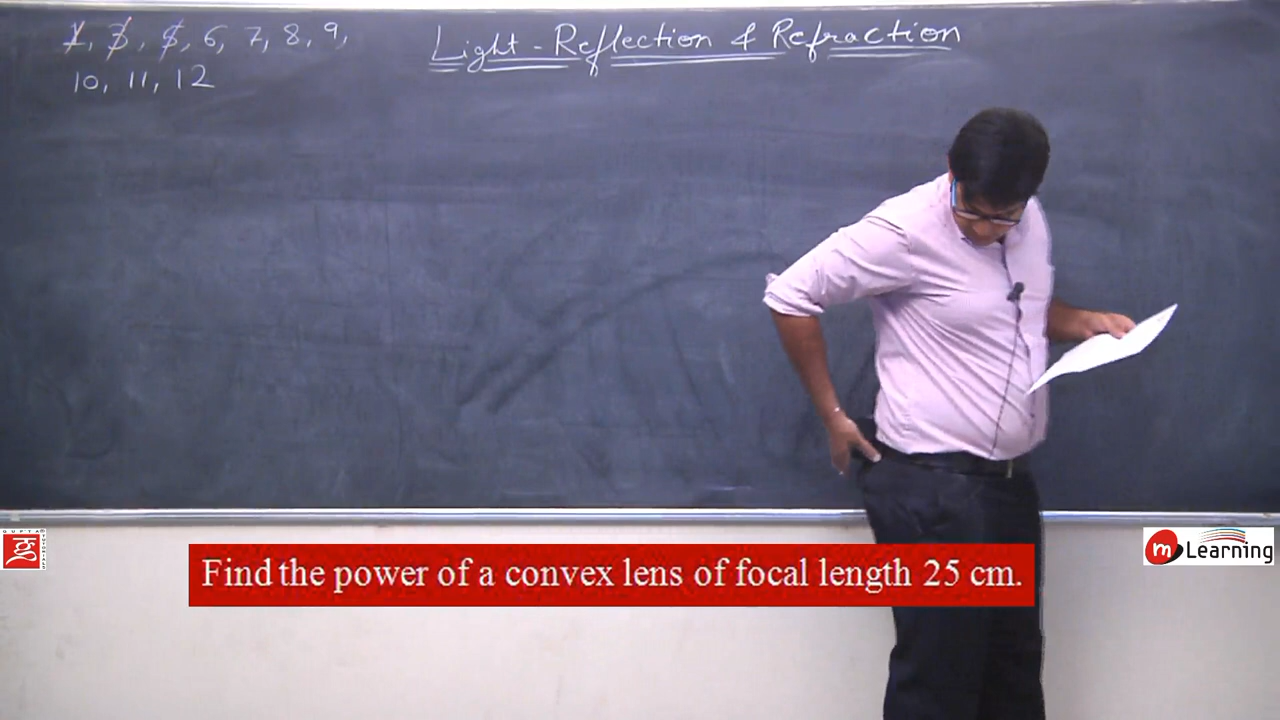 1, 3, 5, 6, 7, 8, 9,
10, 11, 12
Light - Reflection & Refraction
Find the power of a convex lens of focal length 25 cm.
GUPTA
m Learning